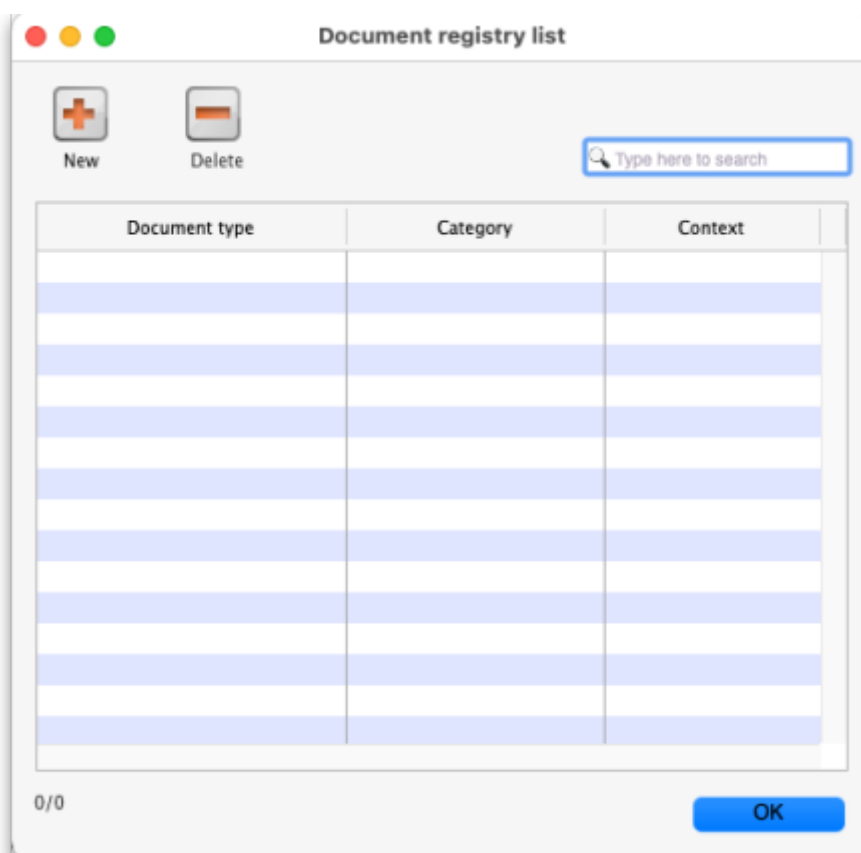 Document registry list
New Delete
Type here to search
Document type Category Context
0/0
OK